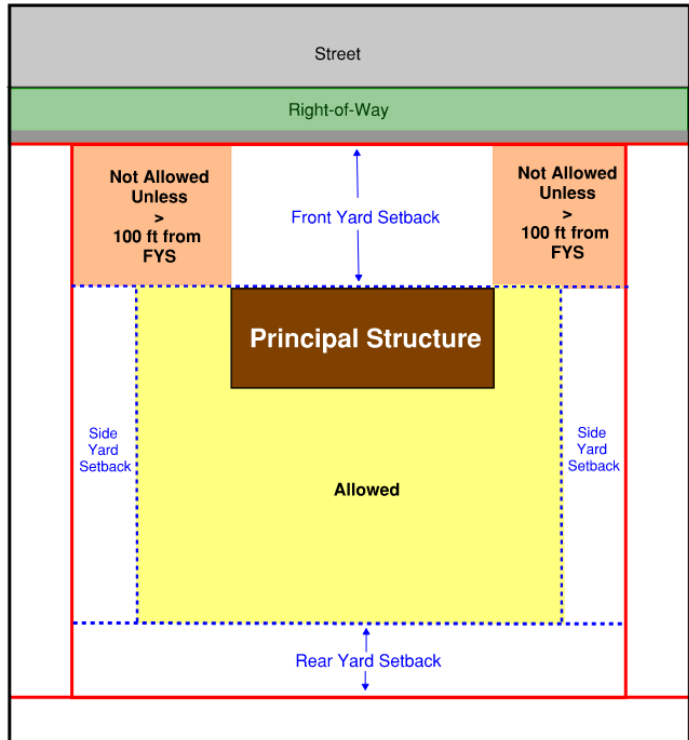 Street
Right-of-Way
Not Allowed
Unless
>
100 ft from
FYS
Front Yard Setback
Not Allowed
Unless
>
100 ft from
FYS
Principal Structure
Side
Yard
Setback
Allowed
Side
Yard
Setback
Rear Yard Setback